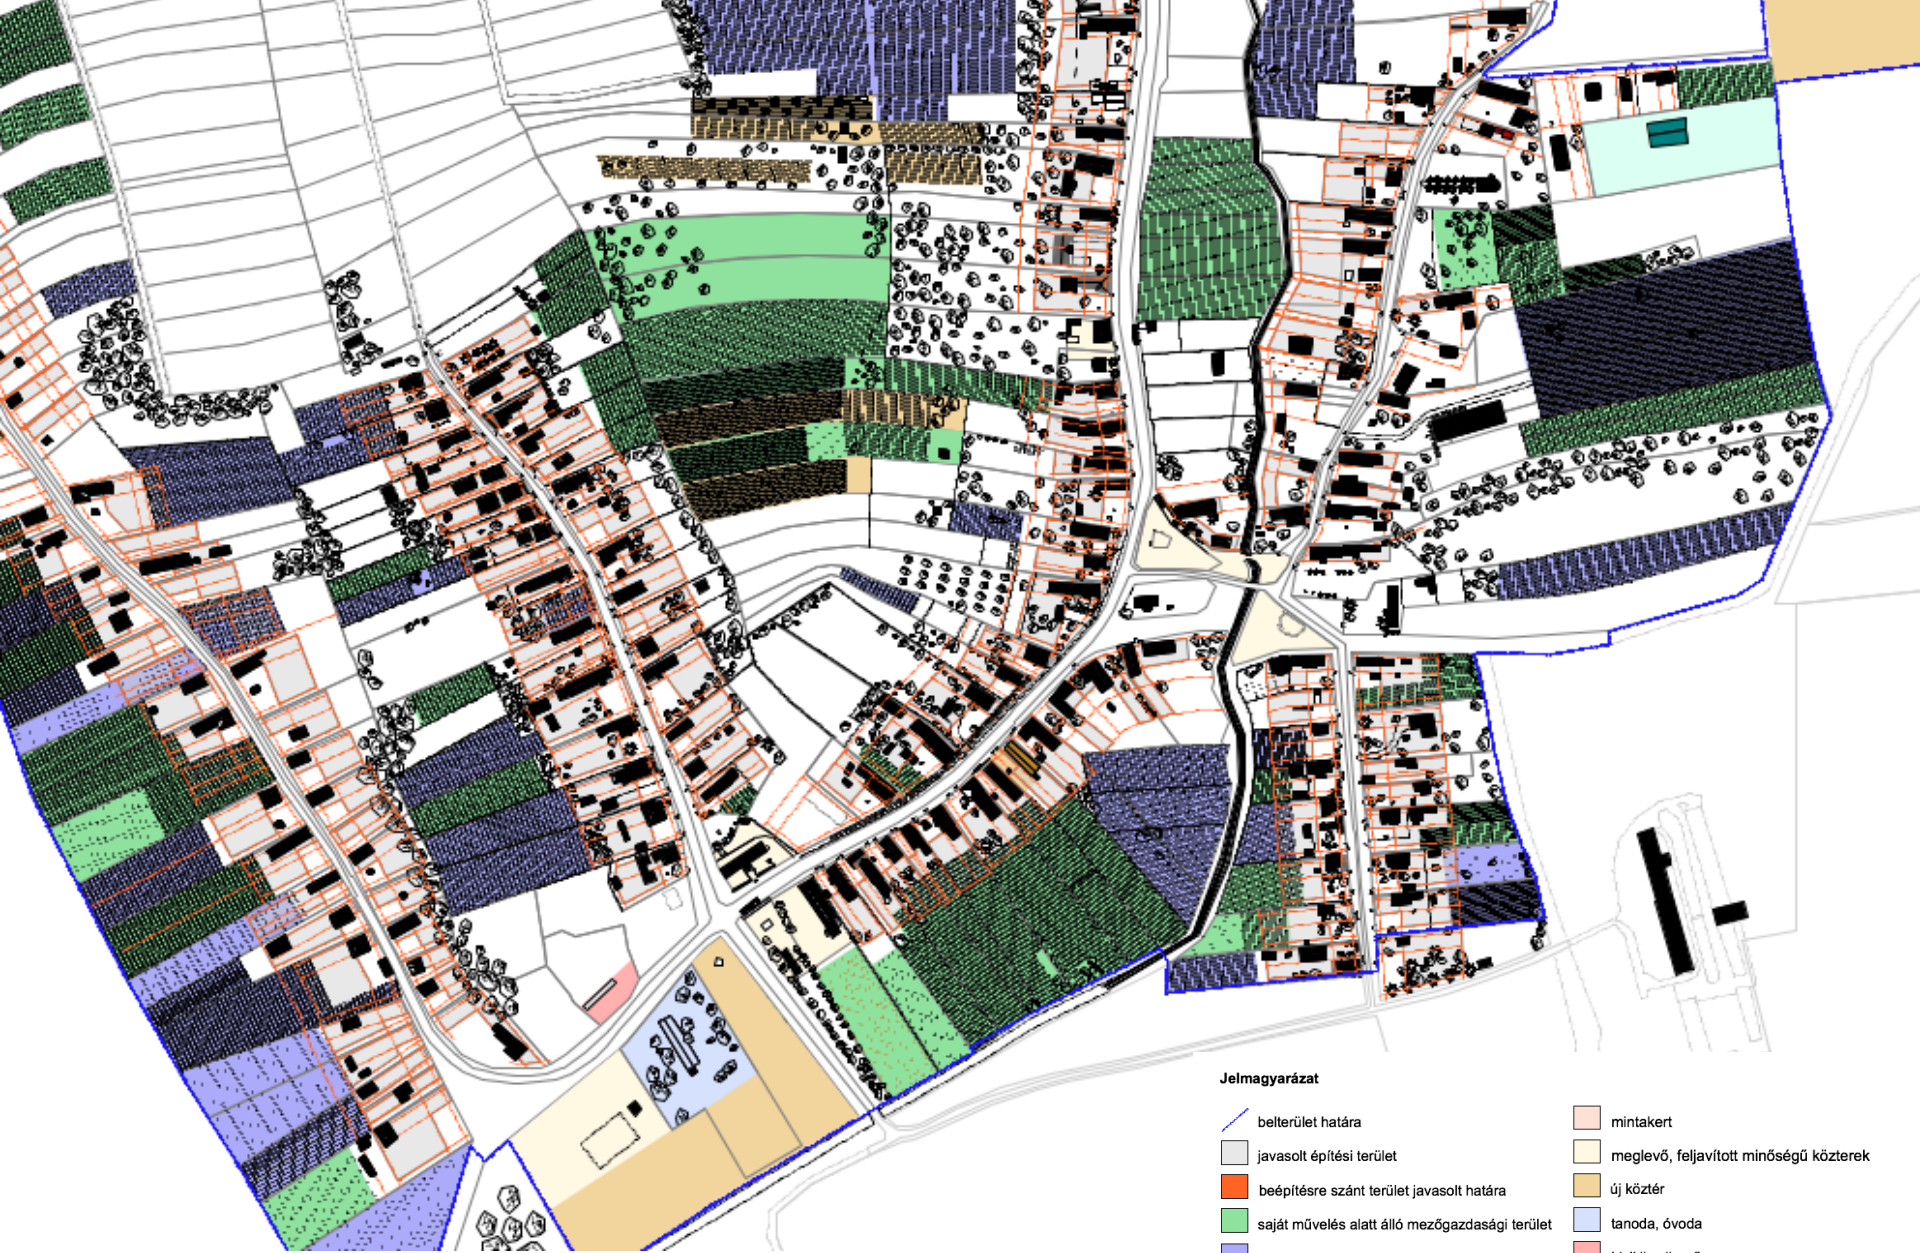 Jelmagyarázat
belterület határa
javasolt építési terület
beépítésre szánt terület javasolt határa
saját művelés alatt álló mezőgazdasági terület
mintakert
meglevő, feljavított minőségű közterek
új köztér
tanoda, óvoda